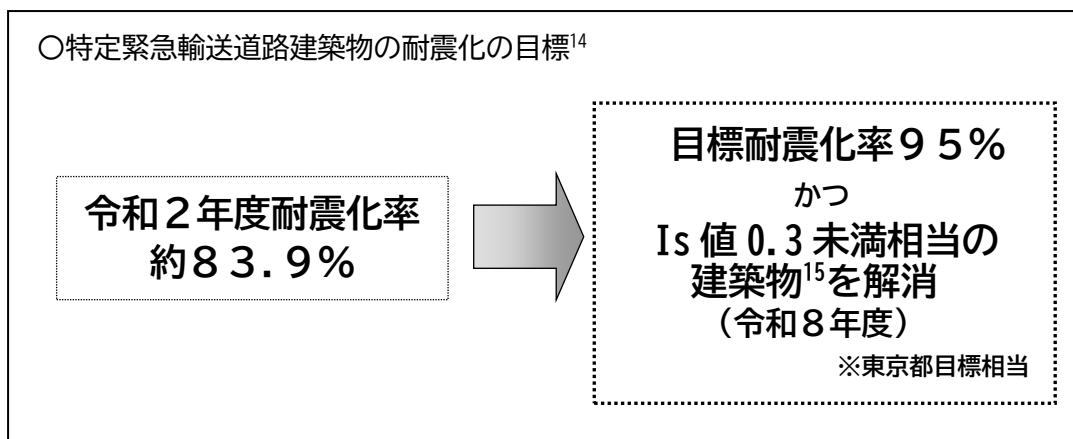 〇特定緊急輸送道路建築物の耐震化の目標14
令和２年度耐震化率
約８３.９％
目標耐震化率９５％
かつ
Is値0.3未満相当の
建築物15を解消
（令和８年度）
※東京都目標相当